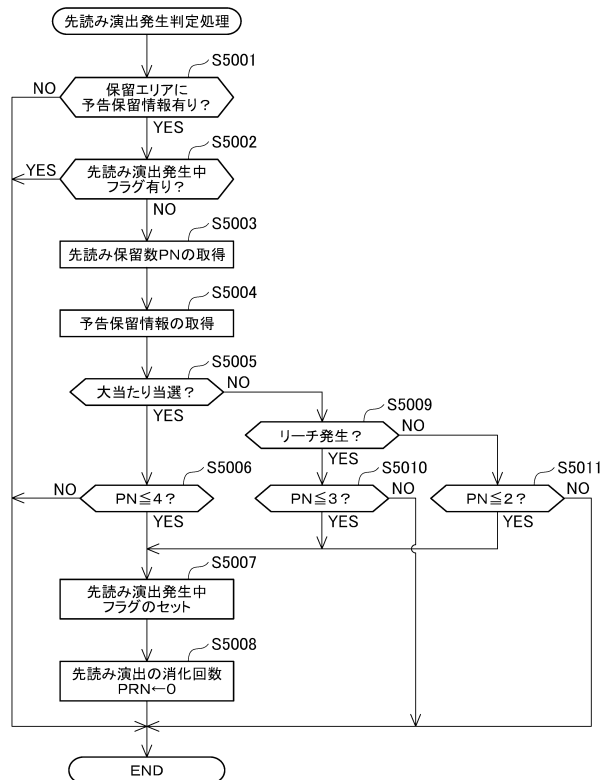 先読み演出発生判定処理
S5001
保留エリアに
予告保留情報有り？
NO
YES
S5002
先読み演出発生中
フラグ有り？
YES
NO
S5003
先読み保留数PNの取得
S5004
予告保留情報の取得
S5005
大当たり当選？
NO
YES
S5009
リーチ発生？
NO
YES
S5006
PN≦4？
NO
YES
S5010
PN≦3？
NO
YES
S5011
PN≦2？
NO
YES
S5007
先読み演出発生中
フラグのセット
S5008
先読み演出の消化回数
PRN←0
END